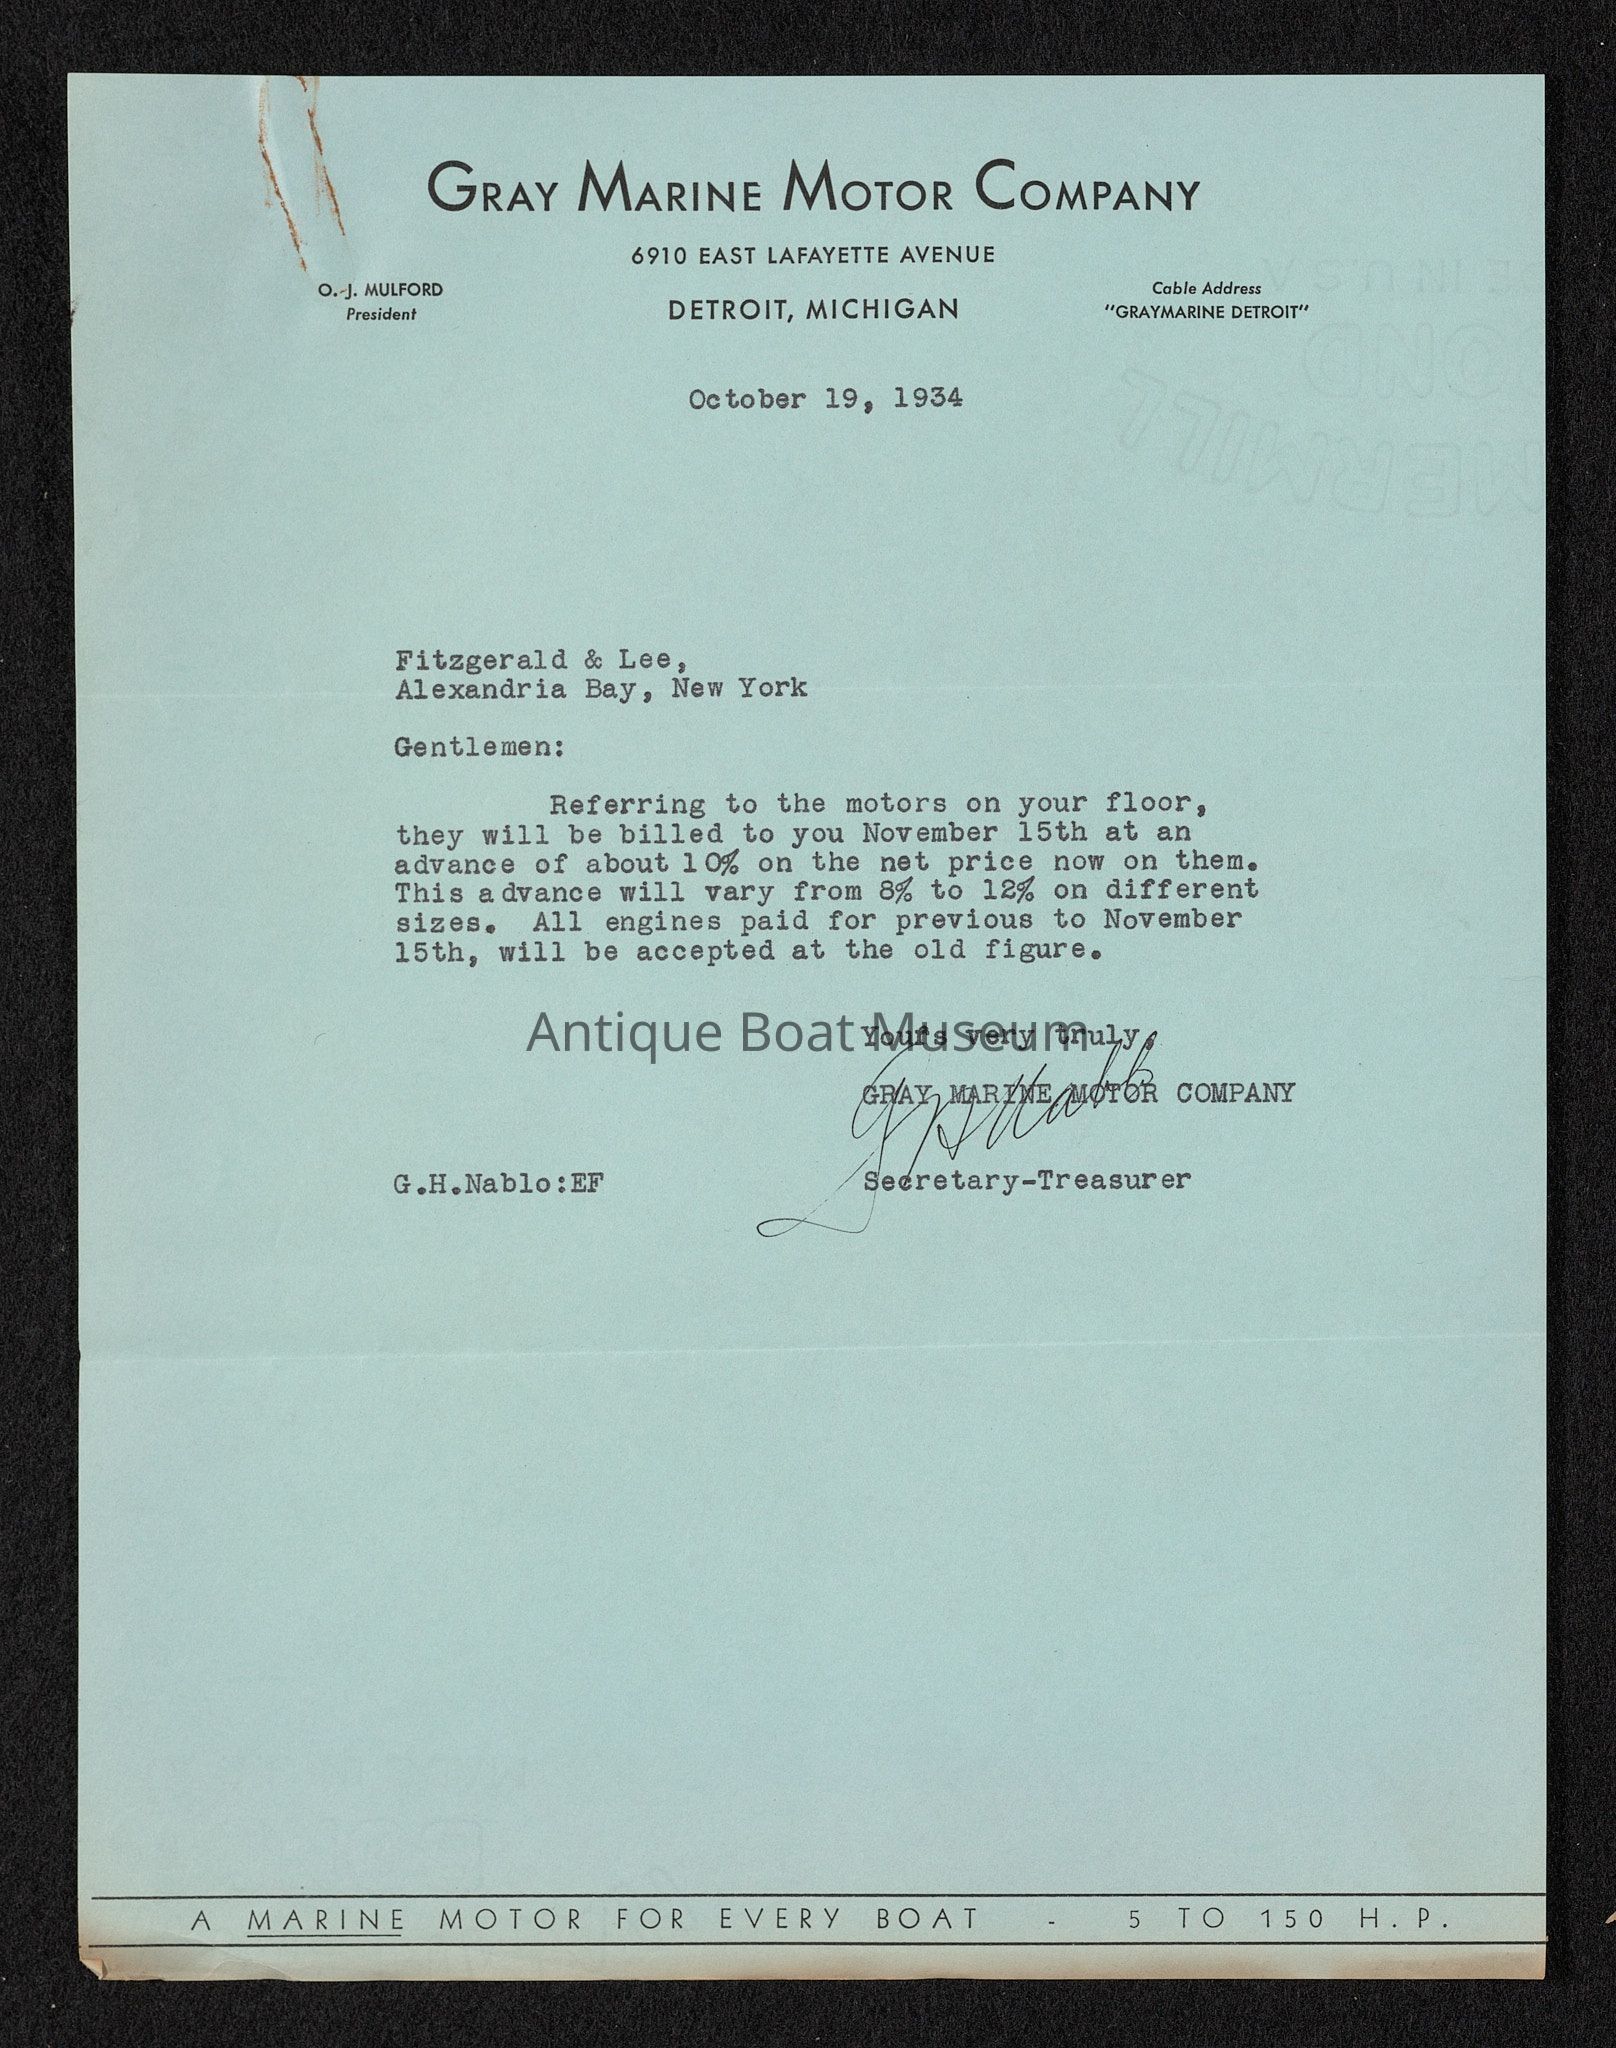 GRAY MARINE MOTOR COMPANY
6910 EAST LAFAYETTE AVENUE
O. J. MULFORD
President
DETROIT, MICHIGAN
Cable Address
"GRAYMARINE DETROIT"
October 19, 1934
Fitzgerald & Lee,
Alexandria Bay, New York
Gentlemen:
Referring to the motors on your floor,
they will be billed to you November 15th at an
advance of about 10% on the net price now on them.
This advance will vary from 8% to 12% on different
sizes. All engines paid for previous to November
15th, will be accepted at the old figure.
Antique Boat Museum
Yours very truly,
GRAY MARINE MOTOR COMPANY
G H Nablo
G.H.Nablo:EF
Secretary-Treasurer
A MARINE MOTOR FOR EVERY BOAT - 5 TO 150 H.P.